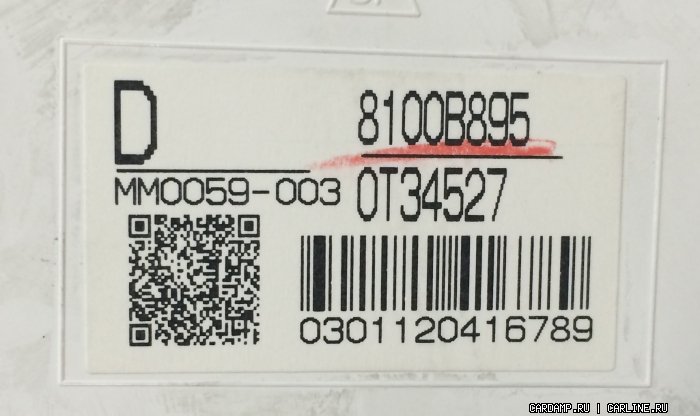 D
8100B895
MM0059-003
0T34527
0301120416789
CARDAMP.RU | CARLINE.RU